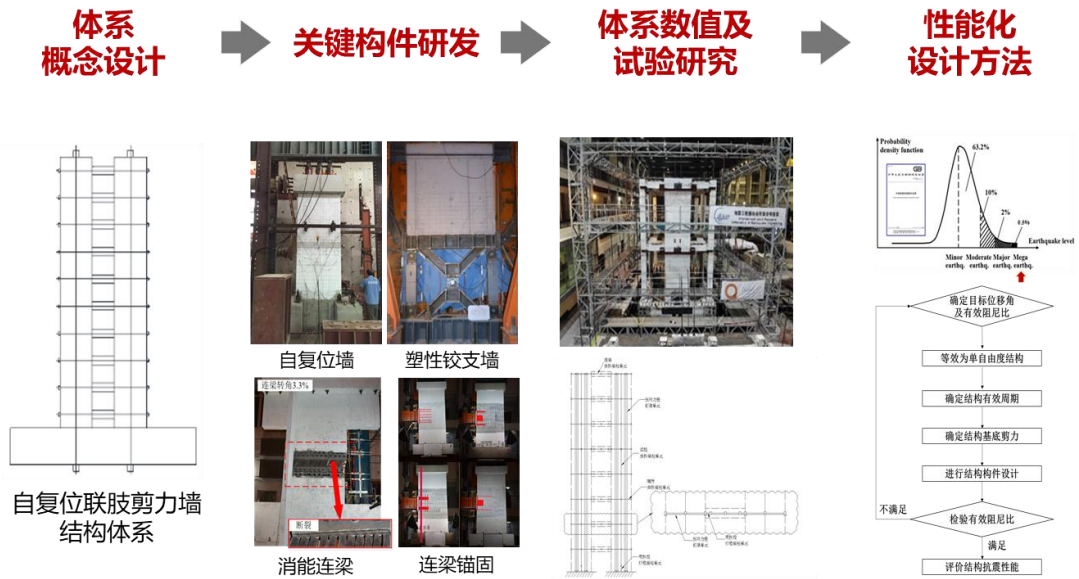 体系
概念设计
关键构件研发
体系数值及
试验研究
性能化
设计方法
自复位联肢剪力墙
结构体系
自复位墙
塑性铰支墙
连梁转角3.3%
断裂
消能连梁
连梁锚固
Probability
density function
63.2%
10%
2%
0.5%
Earthquake level
Minor
earthq.
Moderate
earthq.
Major
earthq.
Mega
earthq.
确定目标位移角
及有效阻尼比
等效为单自由度结构
确定结构有效周期
确定结构基底剪力
进行结构构件设计
不满足
检验有效阻尼比
满足
评价结构抗震性能